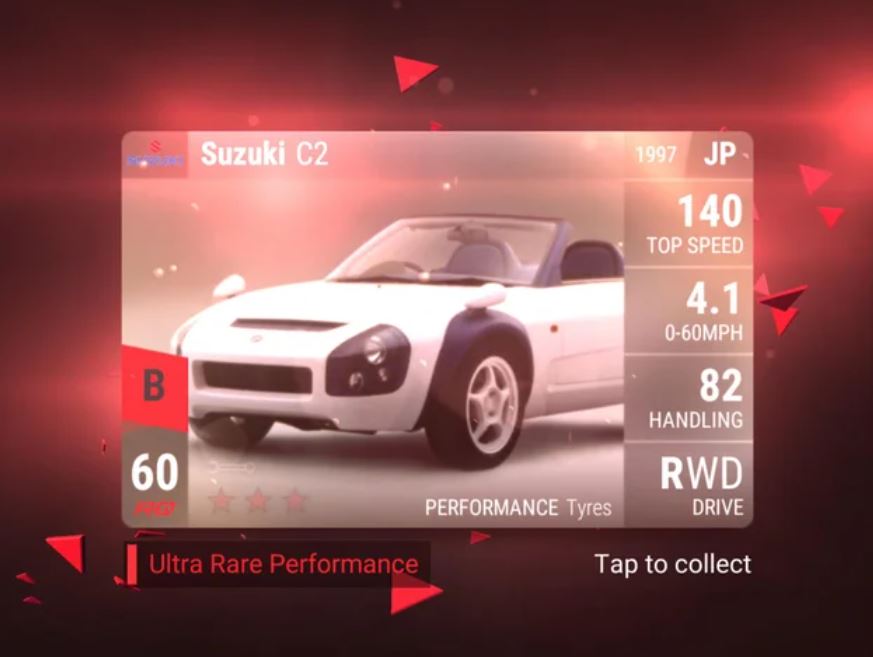 SUZUKI
Suzuki C2
1997 JP
140
TOP SPEED
4.1
0-60MPH
82
HANDLING
RWD
DRIVE
B
60
RQ
PERFORMANCE Tyres
Ultra Rare Performance
Tap to collect